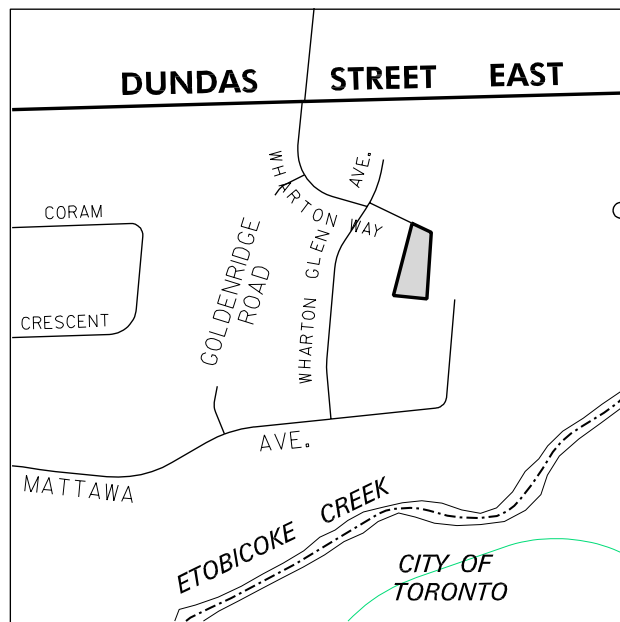 DUNDAS STREET EAST
WHARTON WAY
AVE.
CORAM
CRESCENT
GOLDENRIDGE
ROAD
WHARTON GLEN
AVE.
MATTAWA
ETOBICOKE CREEK
CITY OF
TORONTO